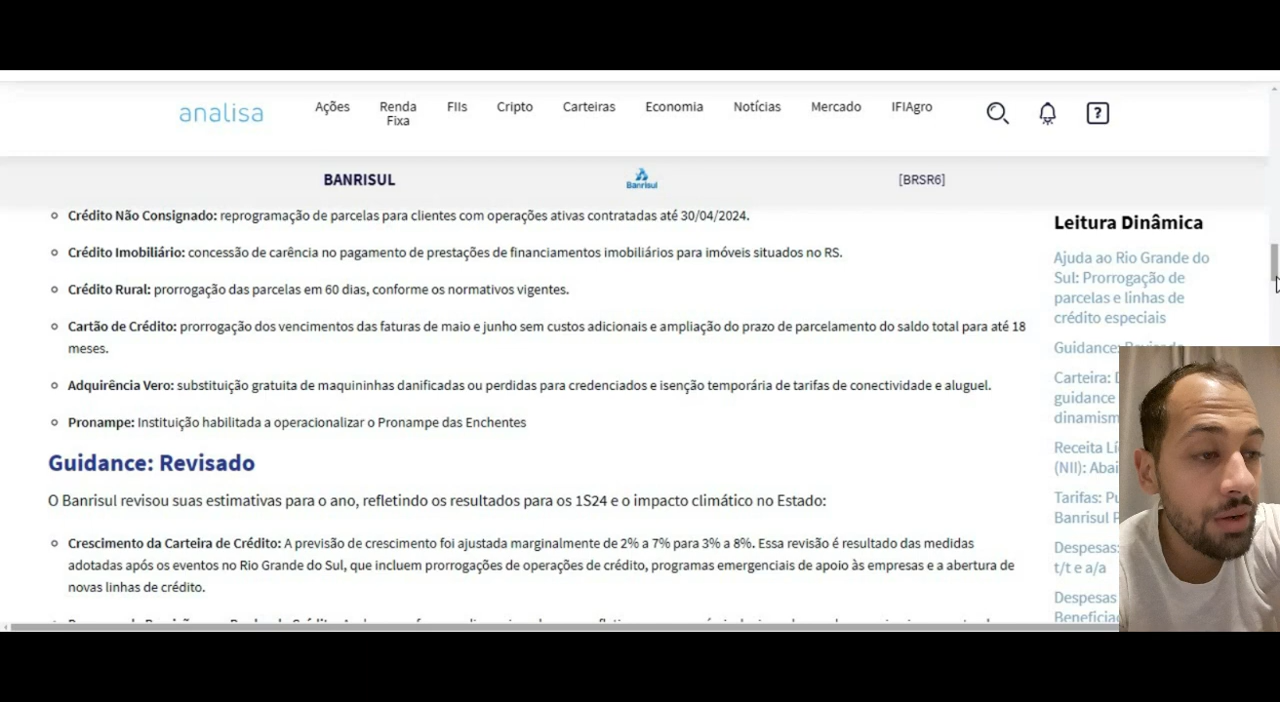 analisa
Ações
Renda
Fixa
FIIs
Cripto
Carteiras
Economia
Notícias
Mercado
IFIAgro
?
BANRISUL
Banrisul
[BRSR6]
Crédito Não Consignado: reprogramação de parcelas para clientes com operações ativas contratadas até 30/04/2024.
Crédito Imobiliário: concessão de carência no pagamento de prestações de financiamentos imobiliários para imóveis situados no RS.
Crédito Rural: prorrogação das parcelas em 60 dias, conforme os normativos vigentes.
Cartão de Crédito: prorrogação dos vencimentos das faturas de maio e junho sem custos adicionais e ampliação do prazo de parcelamento do saldo total para até 18
meses.
Adquirência Vero: substituição gratuita de maquininhas danificadas ou perdidas para credenciados e isenção temporária de tarifas de conectividade e aluguel.
Pronampe: Instituição habilitada a operacionalizar o Pronampe das Enchentes
Guidance: Revisado
O Banrisul revisou suas estimativas para o ano, refletindo os resultados para os 1S24 e o impacto climático no Estado:
Crescimento da Carteira de Crédito: A previsão de crescimento foi ajustada marginalmente de 2% a 7% para 3% a 8%. Essa revisão é resultado das medidas
adotadas após os eventos no Rio Grande do Sul, que incluem prorrogações de operações de crédito, programas emergenciais de apoio às empresas e a abertura de
novas linhas de crédito.
Leitura Dinâmica
Ajuda ao Rio Grande do
Sul: Prorrogação de
parcelas e linhas de
crédito especiais
Guidance:
Carteira:
guidance
Receita
(NII):
Tarifas:
Banrisul
Despesas:
t/t e a/a
Despesas